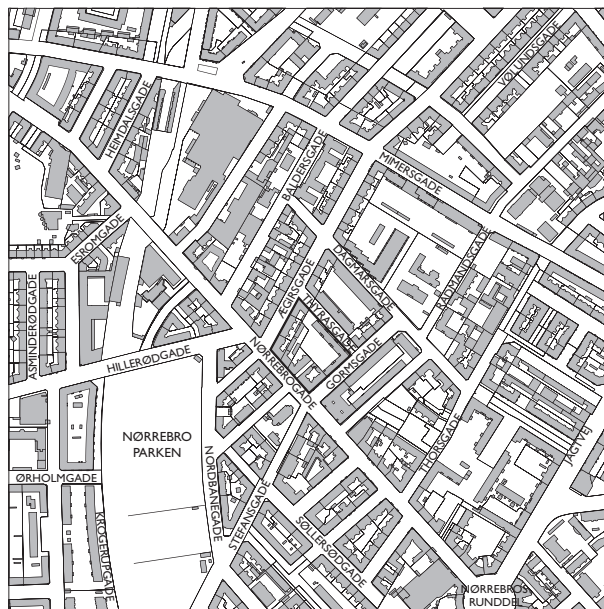 VØLUNDSGADE
HEIMDALSGADE
BALDERSGADE
MIMERSGADE
ESROMGADE
DAGMARSGADE
RÅDMANDSGADE
ÆGIRSGADE
THYRASGADE
ASMINDERØDGADE
HILLERØDGADE
NØRREBROGADE
GORMSGADE
NØRREBRO
PARKEN
THORSGADE
JAGTVEJ
ØRHOLMGADE
NORDBANEGADE
STEFANSGADE
KROGERUPGADE
SØLLERSØDGADE
NØRREBROS
RUNDDEL